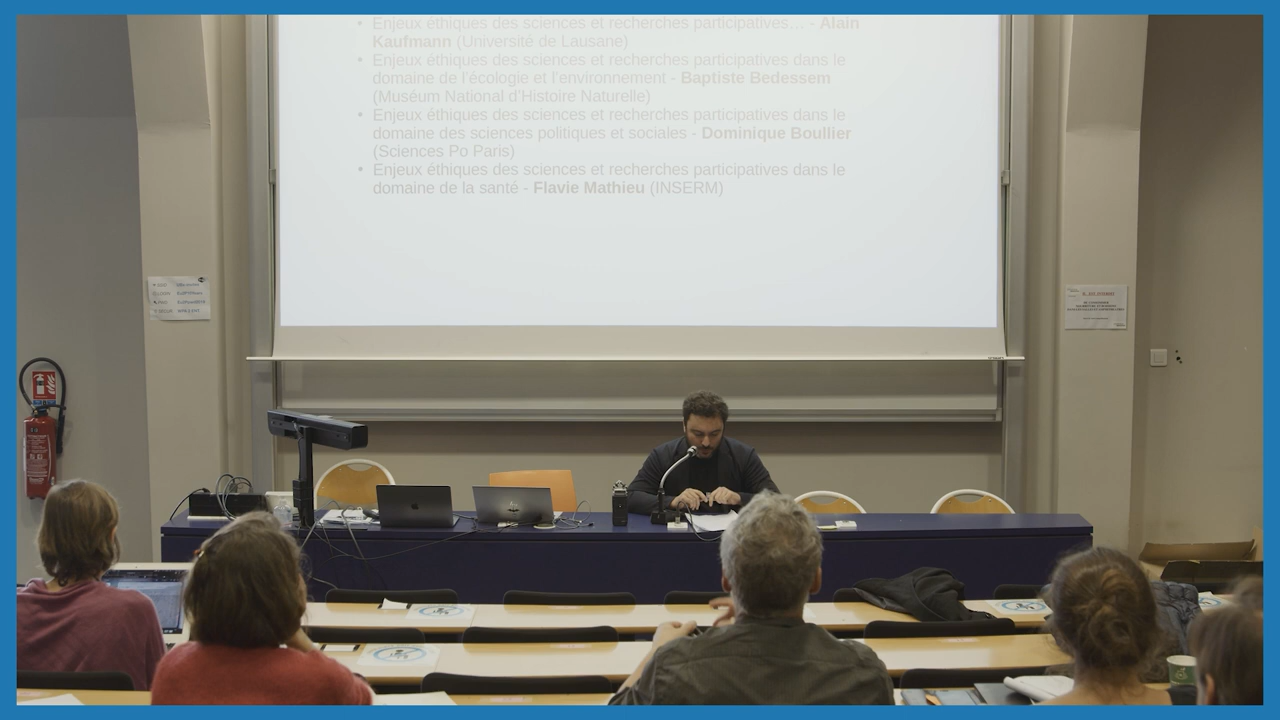 • Enjeux éthiques des sciences et recherches participatives... - Alain
Kaufmann (Université de Lausane)
• Enjeux éthiques des sciences et recherches participatives dans le
domaine de l'écologie et l'environnement - Baptiste Bedessem
(Muséum National d'Histoire Naturelle)
• Enjeux éthiques des sciences et recherches participatives dans le
domaine des sciences politiques et sociales - Dominique Boullier
(Sciences Po Paris)
• Enjeux éthiques des sciences et recherches participatives dans le
domaine de la santé - Flavie Mathieu (INSERM)